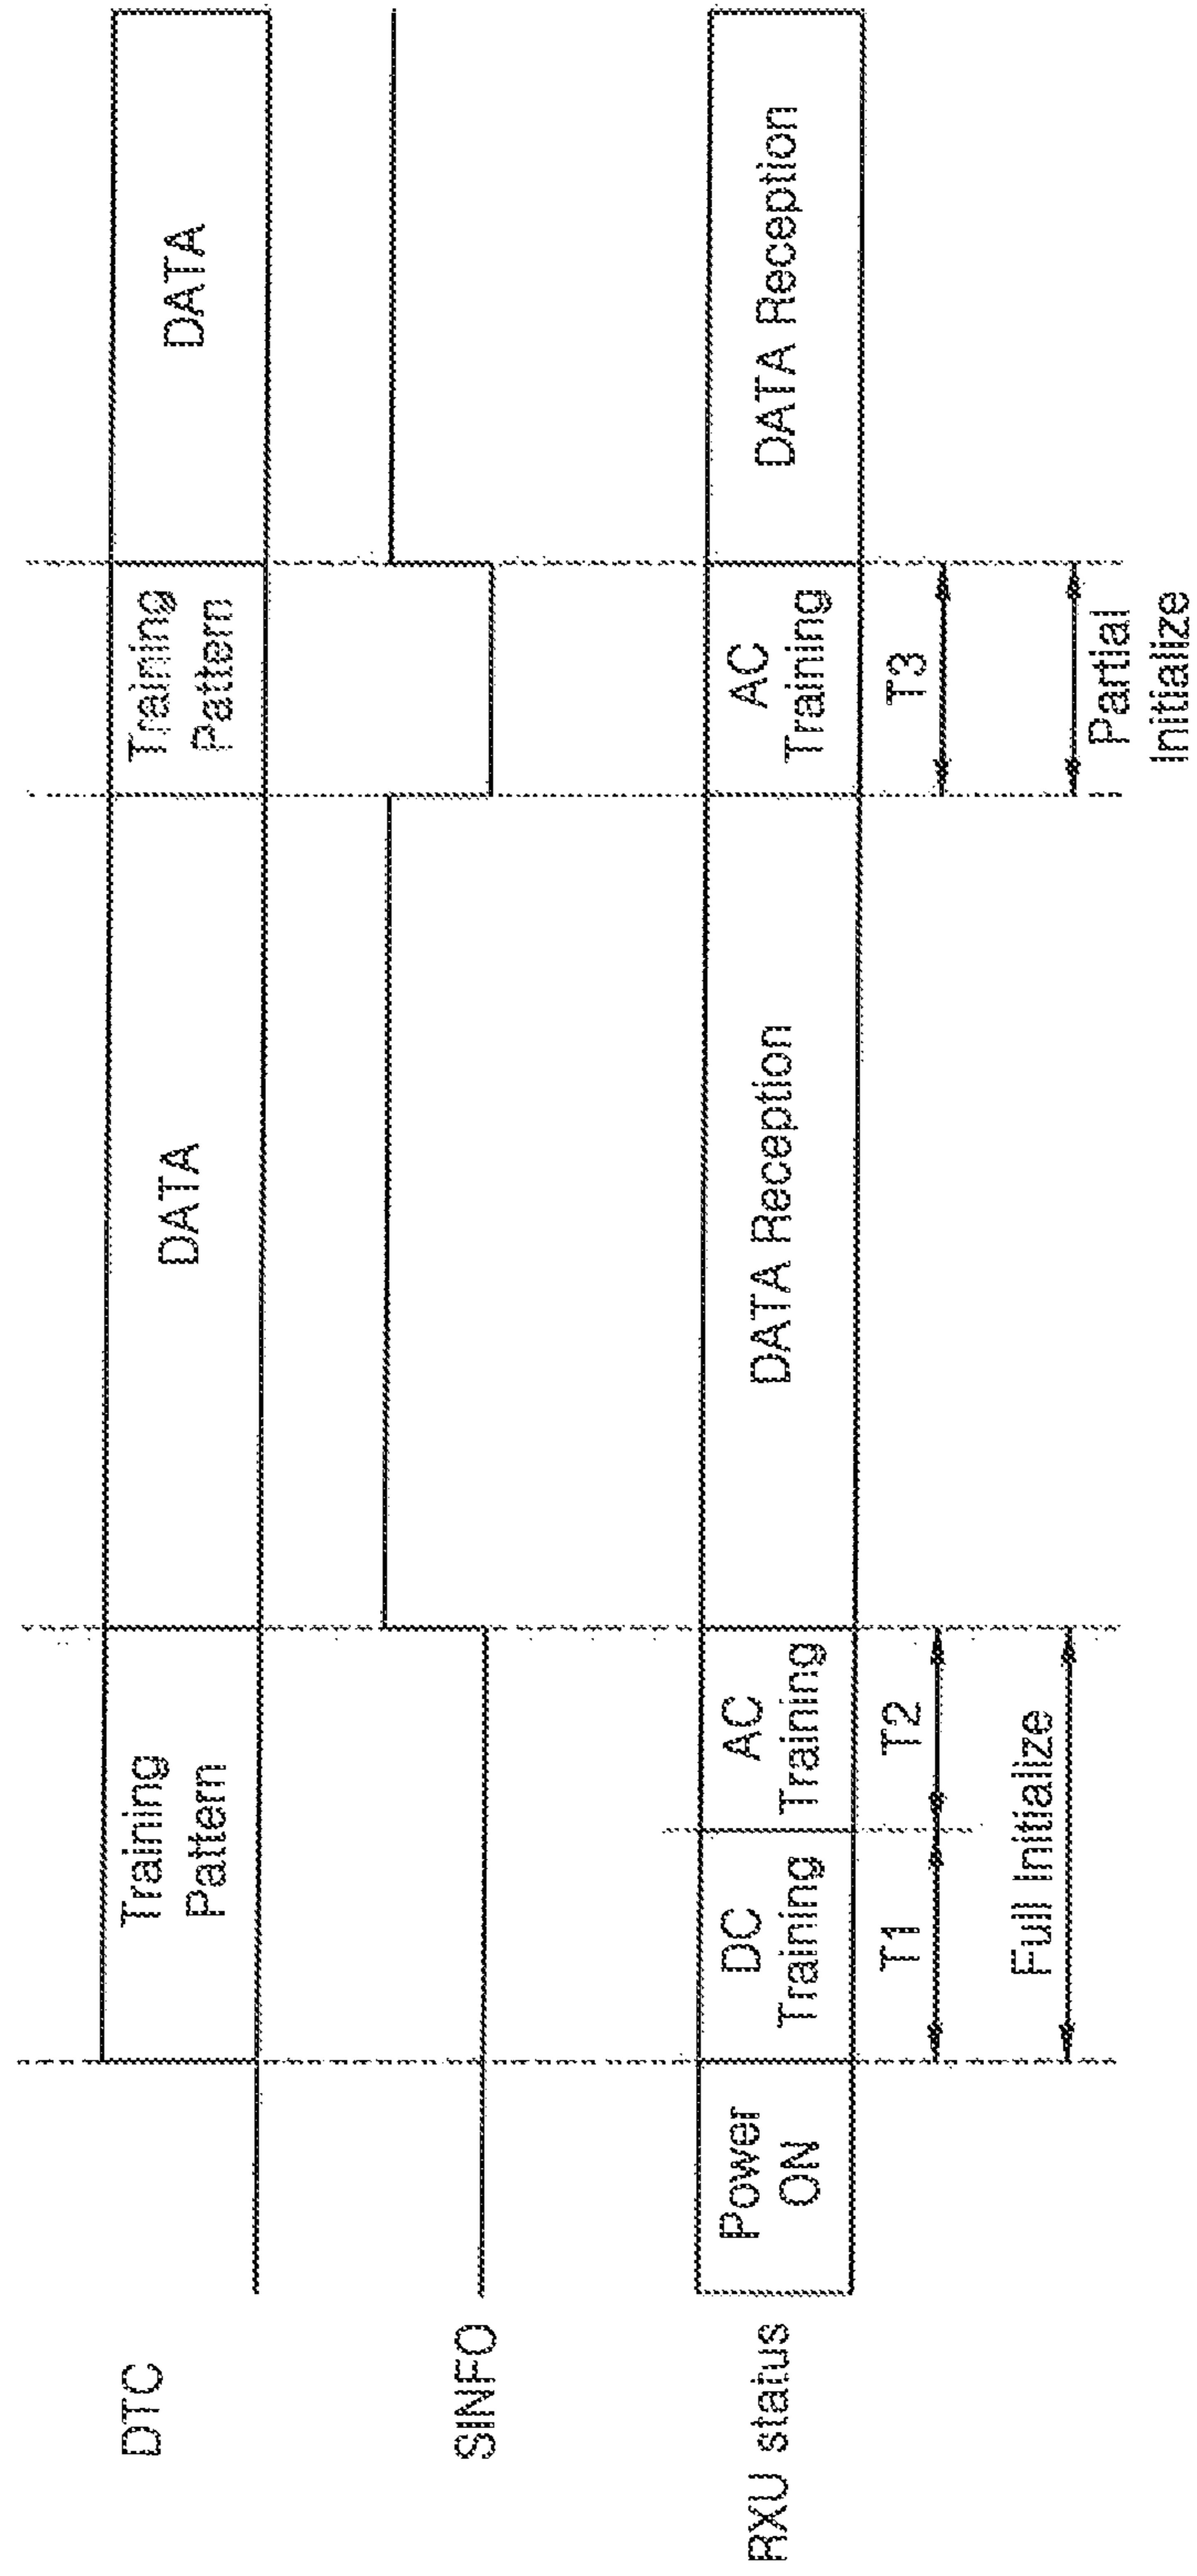 DTC
Training
Pattern
DATA
Training
Pattern
DATA
SINFO
RXU status
Power
ON
DC
Training
AC
Training
DATA Reception
AC
Training
DATA Reception
T1
T2
T3
Full Initialize
Partial
Initialize